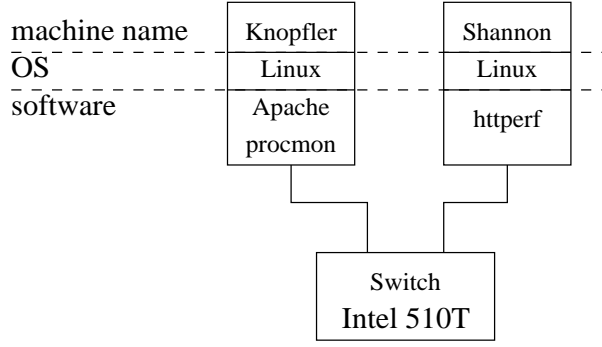 machine name Knopfler Shannon
OS Linux Linux
software Apache httperf
procmon
Switch
Intel 510T